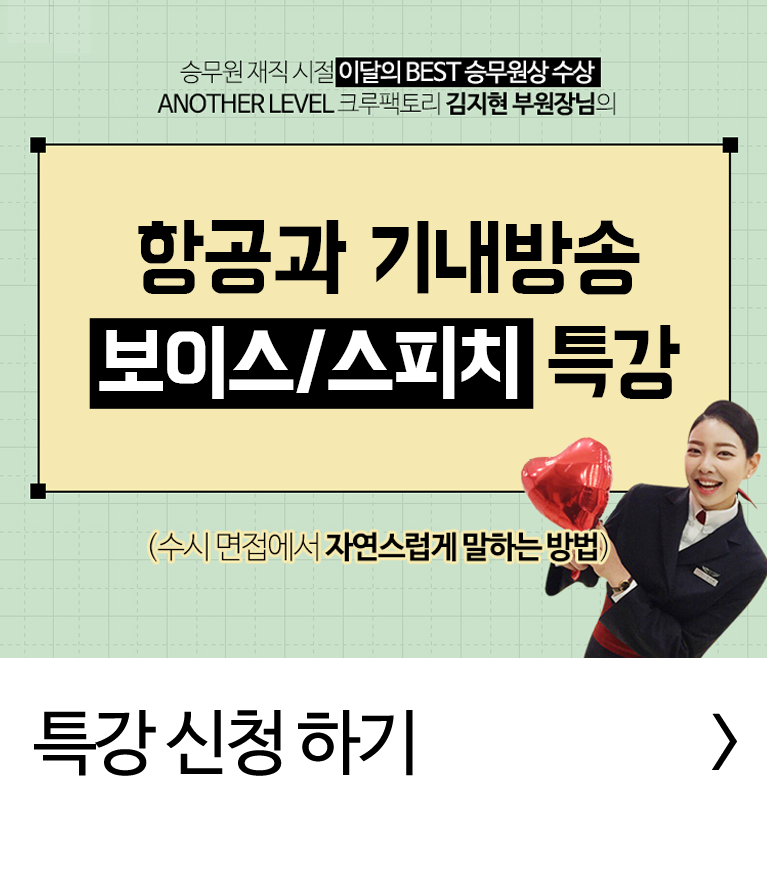 승무원 재직 시절 이달의 BEST 승무원상 수상
ANOTHER LEVEL 크루팩토리 김지현 부원장님의
항공과 기내방송
보이스/스피치 특강
(수시 면접에서 자연스럽게 말하는 방법)
특강 신청 하기